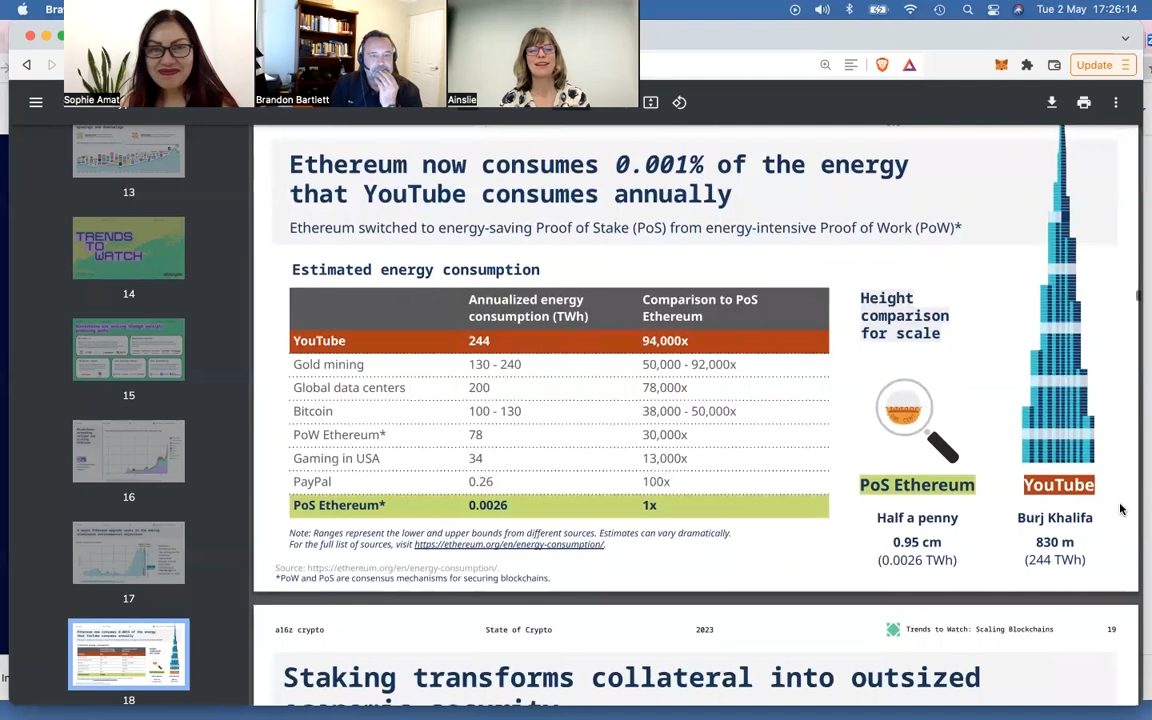 Brav
Tue 2 May 17:26:14
Sophie Amat
Brandon Bartlett
Ainslie
Update
13
TRENDS
TO
WATCH
14
15
16
17
18
Ethereum now consumes 0.001% of the energy
that YouTube consumes annually
Ethereum switched to energy-saving Proof of Stake (PoS) from energy-intensive Proof of Work (PoW)*
Estimated energy consumption
Annualized energy Comparison to PoS
consumption (TWh) Ethereum
YouTube 244 94,000x
Gold mining 130 - 240 50,000 - 92,000x
Global data centers 200 78,000x
Bitcoin 100 - 130 38,000 - 50,000x
PoW Ethereum* 78 30,000x
Gaming in USA 34 13,000x
PayPal 0.26 100x
PoS Ethereum* 0.0026 1x
Note: Ranges represent the lower and upper bounds from different sources. Estimates can vary dramatically.
For the full list of sources, visit https://ethereum.org/en/energy-consumption/.
Source: https://ethereum.org/en/energy-consumption/.
*PoW and PoS are consensus mechanisms for securing blockchains.
Height
comparison
for scale
PoS Ethereum YouTube
Half a penny Burj Khalifa
0.95 cm 830 m
(0.0026 TWh) (244 TWh)
a16z crypto State of Crypto 2023 Trends to Watch: Scaling Blockchains 19
Staking transforms collateral into outsized